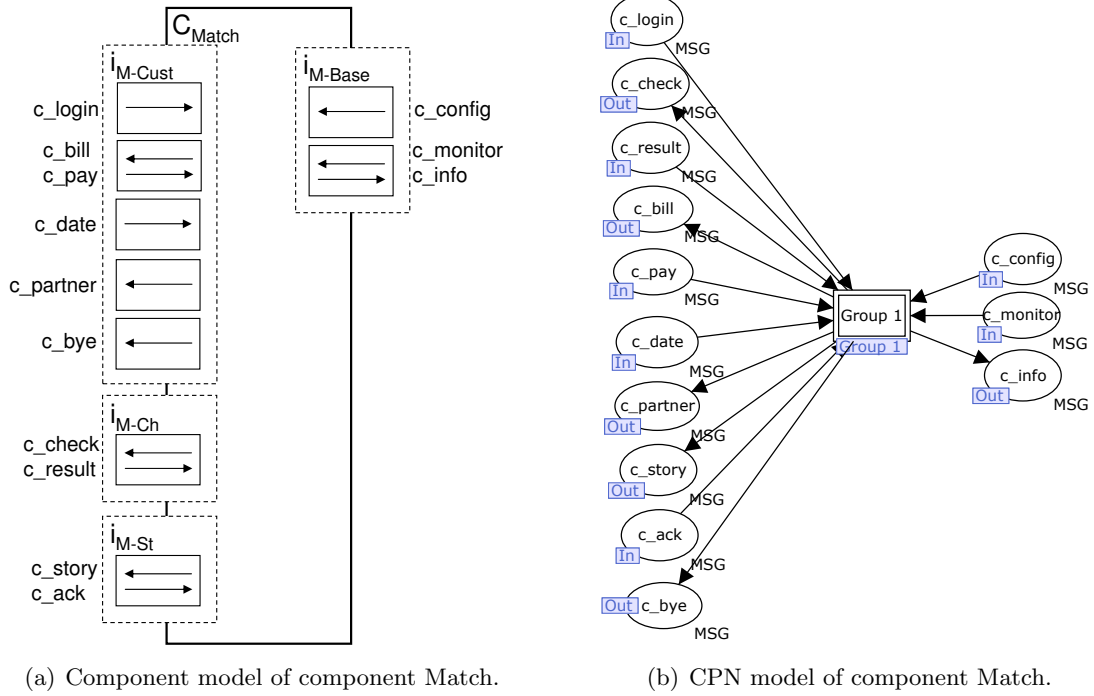 C_Match
i_M-Cust
c_login
c_bill
c_pay
c_date
c_partner
c_bye
i_M-Base
c_config
c_monitor
c_info
i_M-Ch
c_check
c_result
i_M-St
c_story
c_ack
(a) Component model of component Match.
c_login
In
MSG
c_check
Out
MSG
c_result
In
MSG
c_bill
Out
MSG
c_pay
In
MSG
c_date
In
MSG
c_partner
Out
MSG
c_story
Out
MSG
c_ack
In
MSG
Out
c_bye
MSG
Group 1
Group 1
c_config
In
MSG
c_monitor
In
MSG
c_info
Out
MSG
(b) CPN model of component Match.